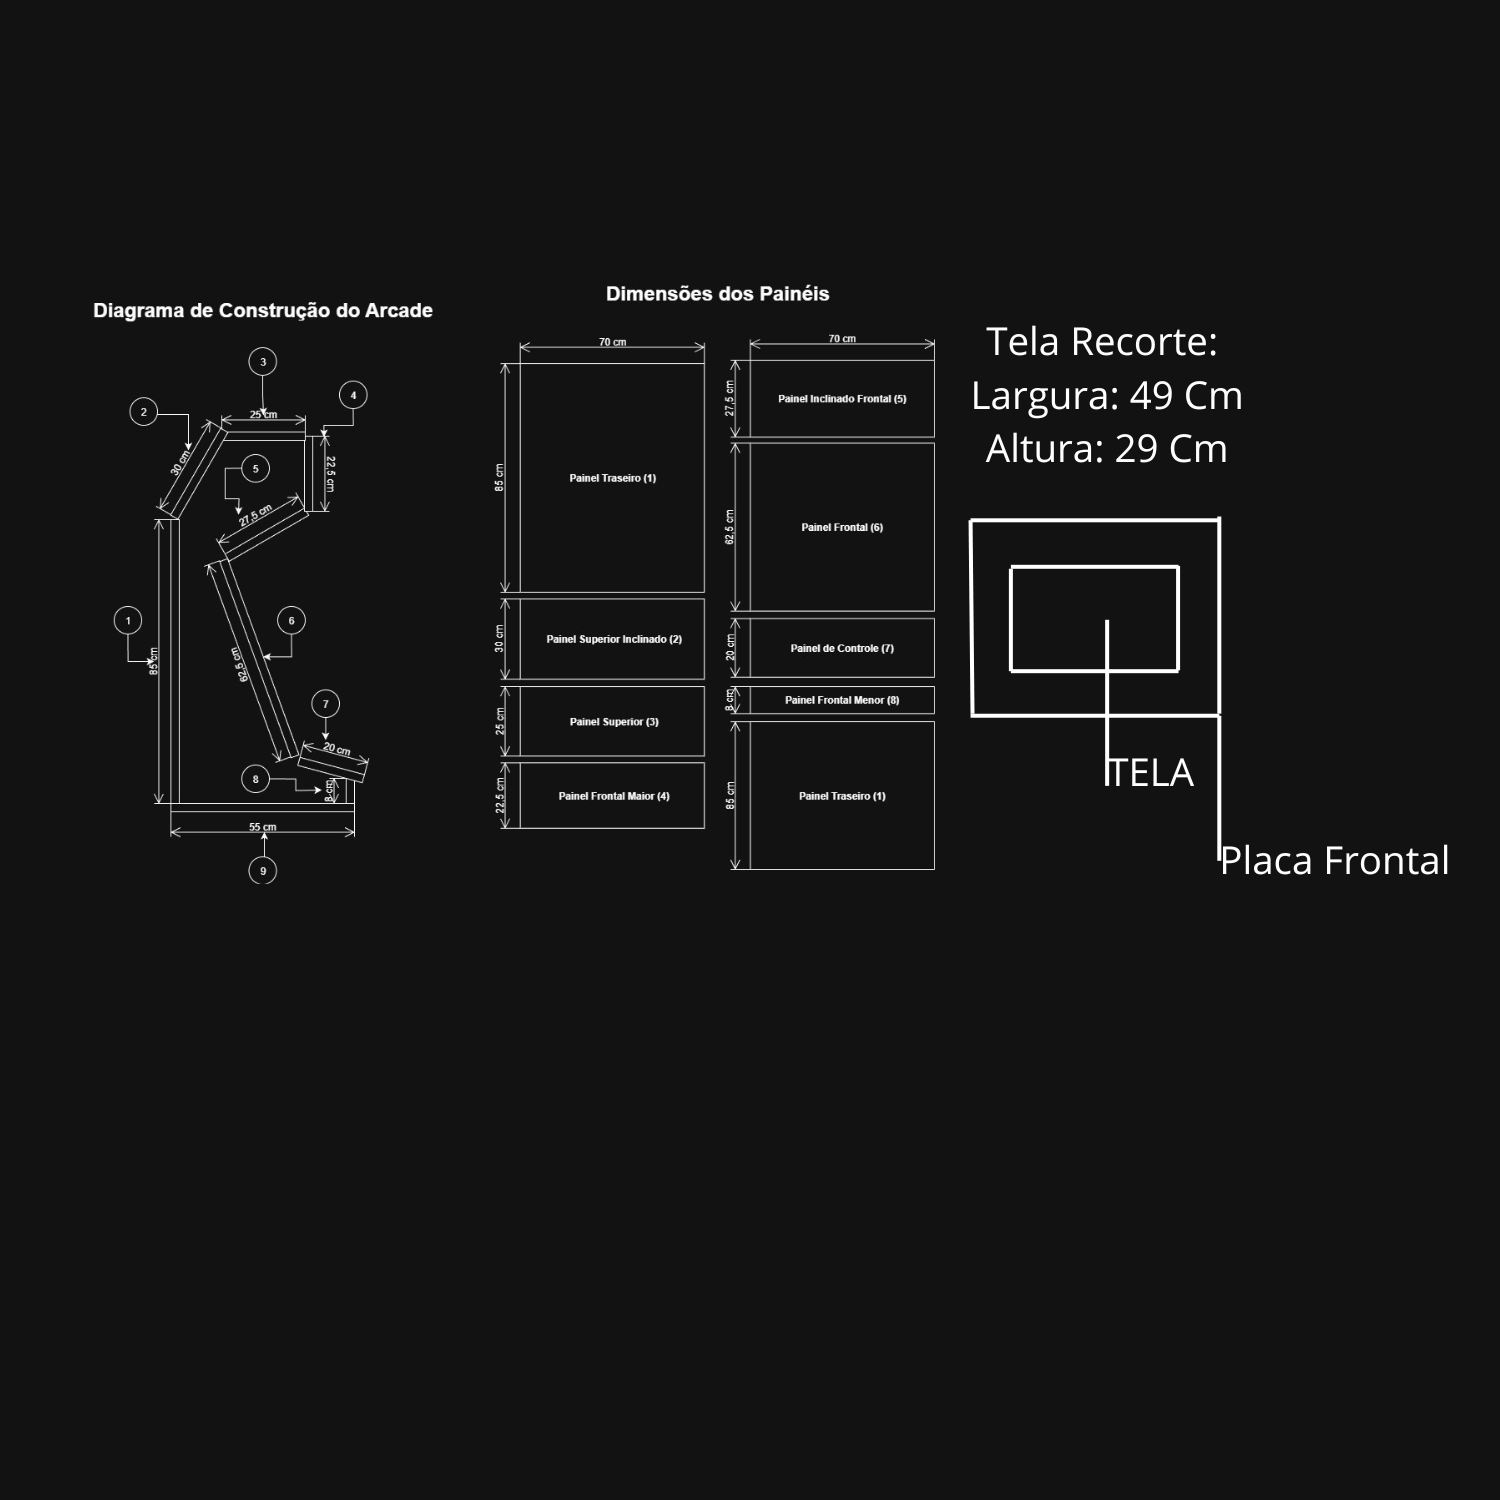 Diagrama de Construção do Arcade
3
25 cm
4
2
30 cm
22,5 cm
5
27,5 cm
1
85 cm
6
62,5 cm
7
20 cm
8
8 cm
55 cm
9
Dimensões dos Painéis
70 cm
85 cm
Painel Traseiro (1)
30 cm
Painel Superior Inclinado (2)
25 cm
Painel Superior (3)
22,5 cm
Painel Frontal Maior (4)
70 cm
27,5 cm
Painel Inclinado Frontal (5)
62,5 cm
Painel Frontal (6)
20 cm
Painel de Controle (7)
8 cm
Painel Frontal Menor (8)
85 cm
Painel Traseiro (1)
Tela Recorte:
Largura: 49 Cm
Altura: 29 Cm
TELA
Placa Frontal